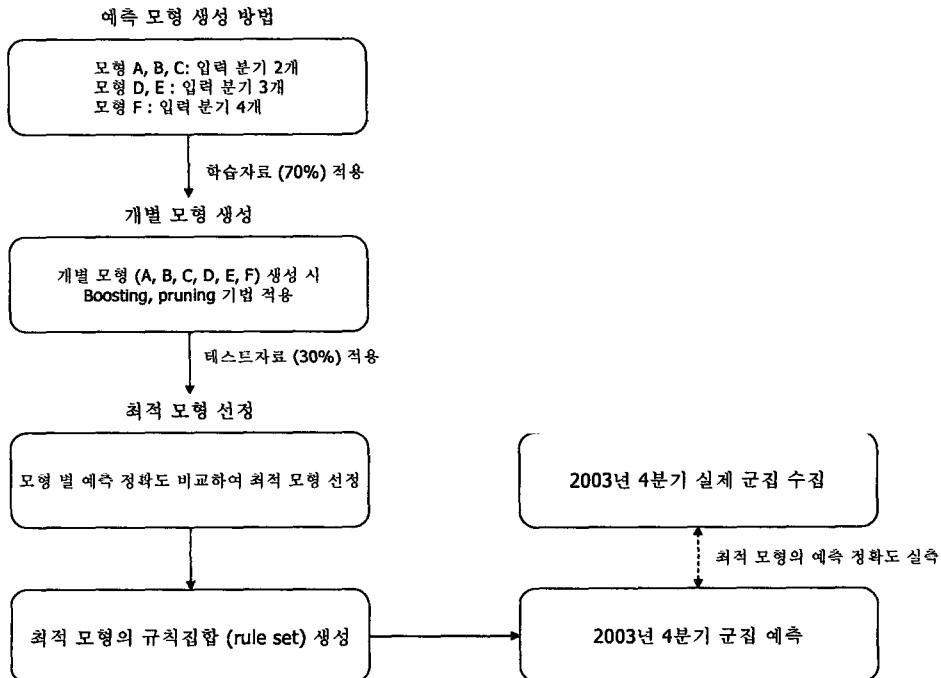 예측 모형 생성 방법
모형 A, B, C: 입력 분기 2개
모형 D, E : 입력 분기 3개
모형 F : 입력 분기 4개
학습자료 (70%) 적용
개별 모형 생성
개별 모형 (A, B, C, D, E, F) 생성 시
Boosting, pruning 기법 적용
테스트자료 (30%) 적용
최적 모형 선정
모형 별 예측 정확도 비교하여 최적 모형 선정
2003년 4분기 실제 군집 수집
최적 모형의 예측 정확도 실측
최적 모형의 규칙집합 (rule set) 생성
2003년 4분기 군집 예측